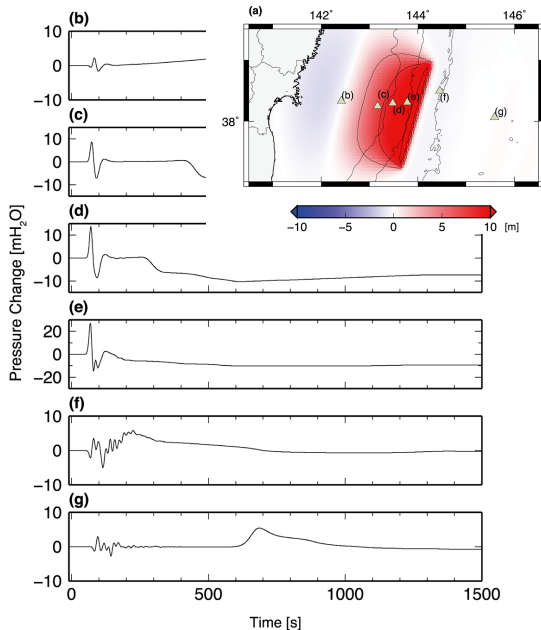 (a)
142° 144° 146°
38°
(b) (c) (d) (e) (f) (g)
−10 −5 0 5 10 [m]
(b)
10
0
−10
(c)
10
0
−10
(d)
10
0
−10
(e)
20
0
−20
(f)
10
0
−10
(g)
10
0
−10
0 500 1000 1500
Time [s]
Pressure Change [mH2O]